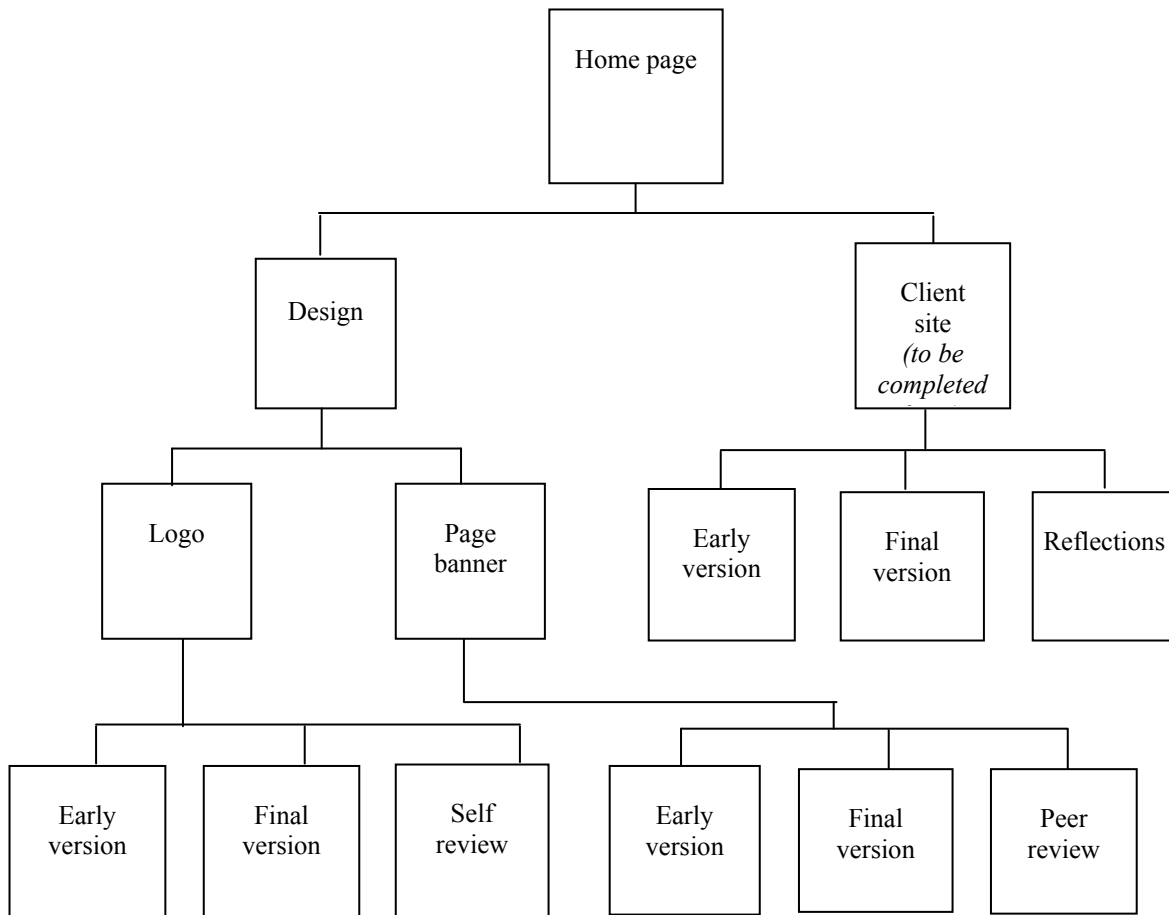 Home page
Design
Client
site
(to be
completed
Logo
Page
banner
Early
version
Final
version
Reflections
Early
version
Final
version
Self
review
Early
version
Final
version
Peer
review